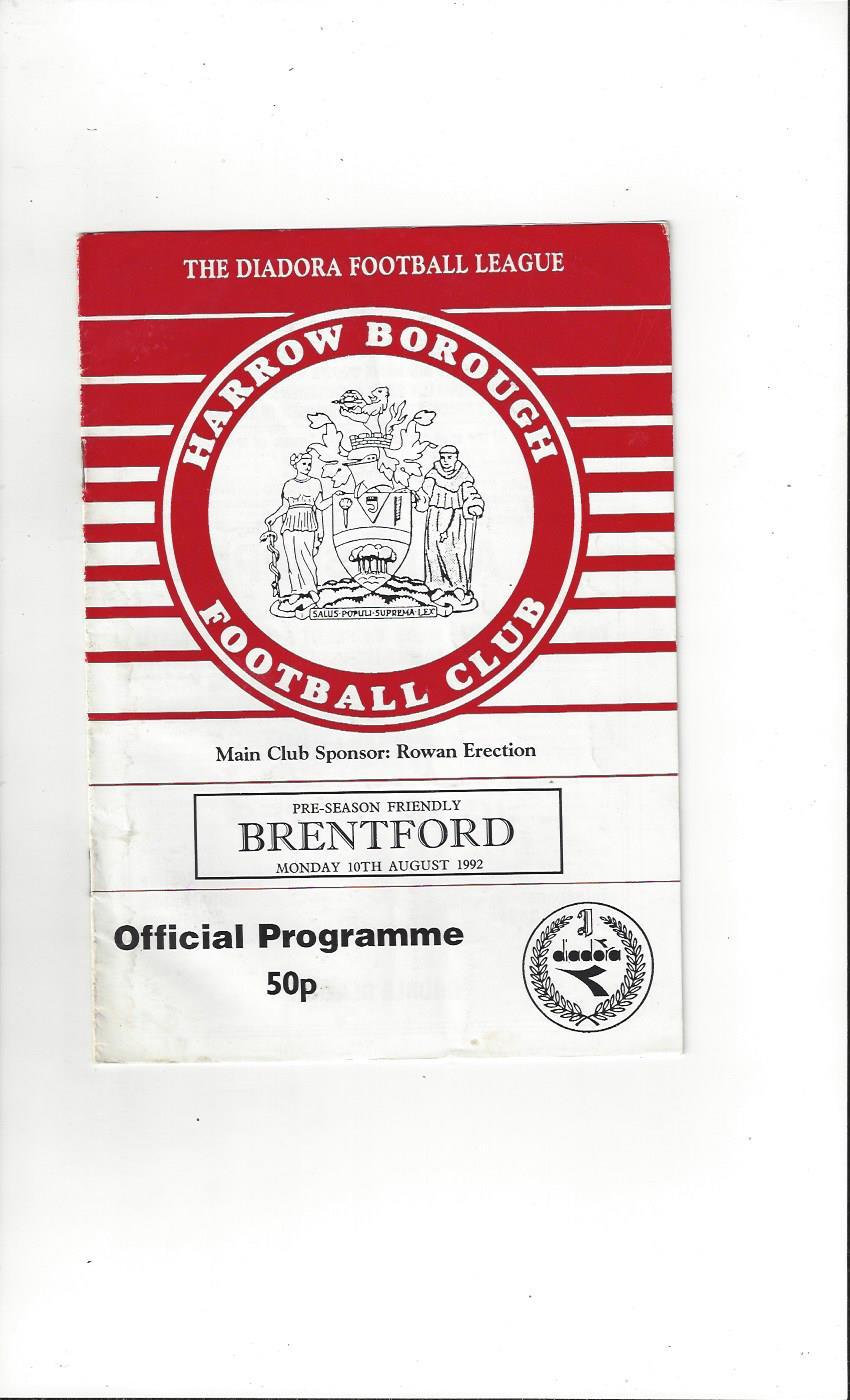 THE DIADORA FOOTBALL LEAGUE
HARROW BOROUGH
SALUS·POPULI·SUPREMA·LEX
FOOTBALL CLUB
Main Club Sponsor: Rowan Erection
PRE-SEASON FRIENDLY
BRENTFORD
MONDAY 10TH AUGUST 1992
Official Programme
50p
diadora